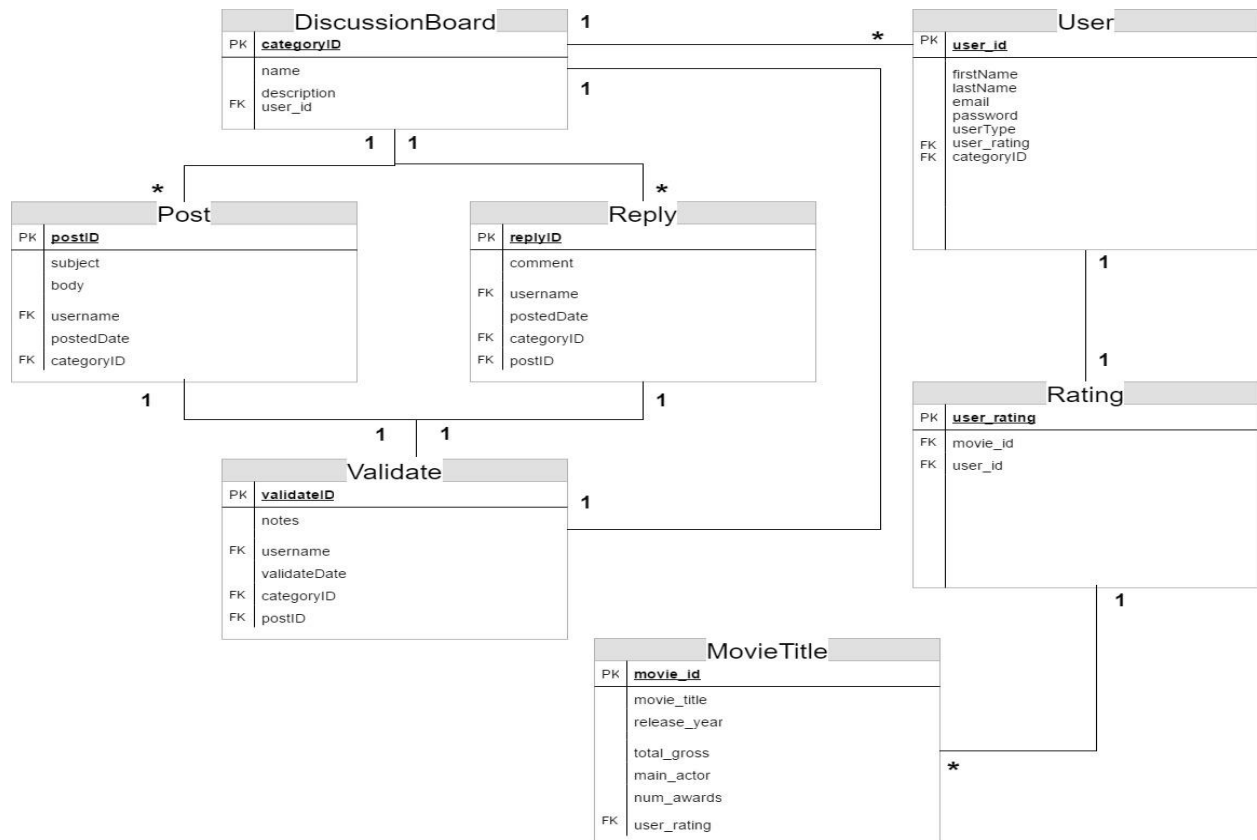 DiscussionBoard
PK categoryID
name
description
FK user_id
1
*
1
User
PK user_id
firstName
lastName
email
password
userType
FK user_rating
FK categoryID
1 1
* *
Post
PK postID
subject
body
FK username
postedDate
FK categoryID
Reply
PK replyID
comment
FK username
postedDate
FK categoryID
FK postID
1
1
Rating
PK user_rating
FK movie_id
FK user_id
1 1
1 1
Validate
PK validateID
notes
FK username
validateDate
FK categoryID
FK postID
1
1
MovieTitle
PK movie_id
movie_title
release_year
total_gross
main_actor
num_awards
FK user_rating
*